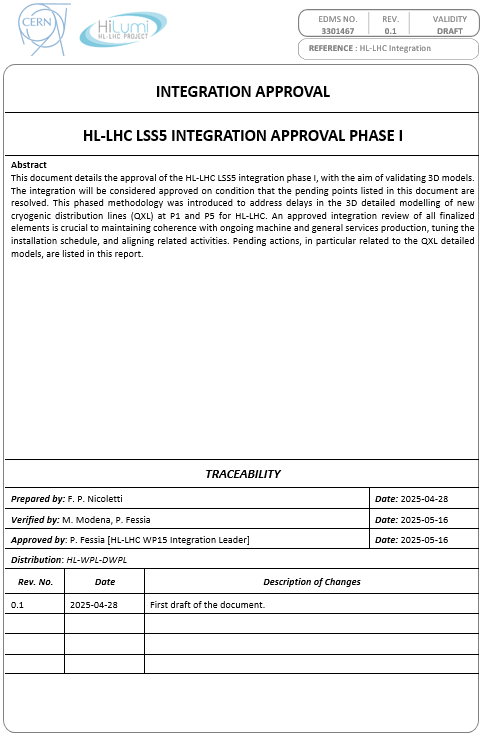 CERN
HILUMI
HL-LHC PROJECT
EDMS NO. REV. VALIDITY
3301467 0.1 DRAFT
REFERENCE : HL-LHC Integration
INTEGRATION APPROVAL
HL-LHC LSS5 INTEGRATION APPROVAL PHASE I
Abstract
This document details the approval of the HL-LHC LSS5 integration phase I, with the aim of validating 3D models.
The integration will be considered approved on condition that the pending points listed in this document are
resolved. This phased methodology was introduced to address delays in the 3D detailed modelling of new
cryogenic distribution lines (QXL) at P1 and P5 for HL-LHC. An approved integration review of all finalized
elements is crucial to maintaining coherence with ongoing machine and general services production, tuning the
installation schedule, and aligning related activities. Pending actions, in particular related to the QXL detailed
models, are listed in this report.
TRACEABILITY
Prepared by: F. P. Nicoletti Date: 2025-04-28
Verified by: M. Modena, P. Fessia Date: 2025-05-16
Approved by: P. Fessia [HL-LHC WP15 Integration Leader] Date: 2025-05-16
Distribution: HL-WPL-DWPL
Rev. No. Date Description of Changes
0.1 2025-04-28 First draft of the document.